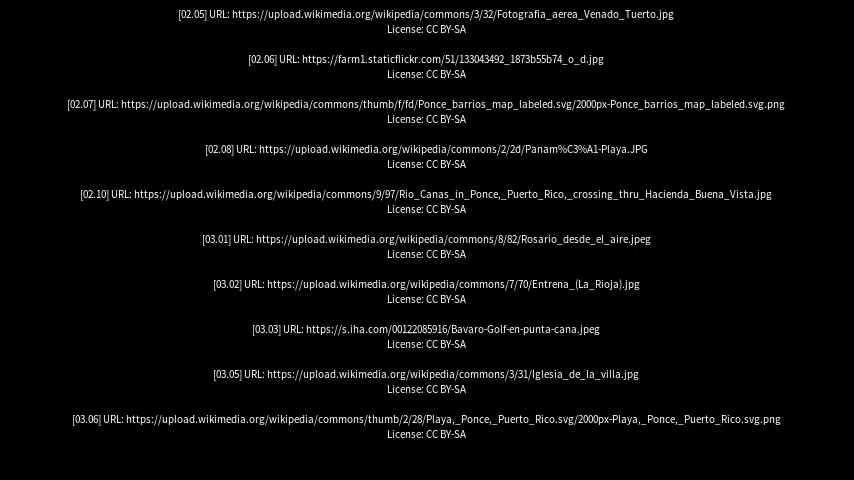 [02.05] URL: https://upload.wikimedia.org/wikipedia/commons/3/32/Fotografia_aerea_Venado_Tuerto.jpg
License: CC BY-SA
[02.06] URL: https://farm1.staticflickr.com/51/133043492_1873b55b74_o_d.jpg
License: CC BY-SA
[02.07] URL: https://upload.wikimedia.org/wikipedia/commons/thumb/f/fd/Ponce_barrios_map_labeled.svg/2000px-Ponce_barrios_map_labeled.svg.png
License: CC BY-SA
[02.08] URL: https://upload.wikimedia.org/wikipedia/commons/2/2d/Panam%C3%A1-Playa.JPG
License: CC BY-SA
[02.10] URL: https://upload.wikimedia.org/wikipedia/commons/9/97/Rio_Canas_in_Ponce,_Puerto_Rico,_crossing_thru_Hacienda_Buena_Vista.jpg
License: CC BY-SA
[03.01] URL: https://upload.wikimedia.org/wikipedia/commons/8/82/Rosario_desde_el_aire.jpeg
License: CC BY-SA
[03.02] URL: https://upload.wikimedia.org/wikipedia/commons/7/70/Entrena_(La_Rioja).jpg
License: CC BY-SA
[03.03] URL: https://s.iha.com/00122085916/Bavaro-Golf-en-punta-cana.jpeg
License: CC BY-SA
[03.05] URL: https://upload.wikimedia.org/wikipedia/commons/3/31/Iglesia_de_la_villa.jpg
License: CC BY-SA
[03.06] URL: https://upload.wikimedia.org/wikipedia/commons/thumb/2/28/Playa,_Ponce,_Puerto_Rico.svg/2000px-Playa,_Ponce,_Puerto_Rico.svg.png
License: CC BY-SA